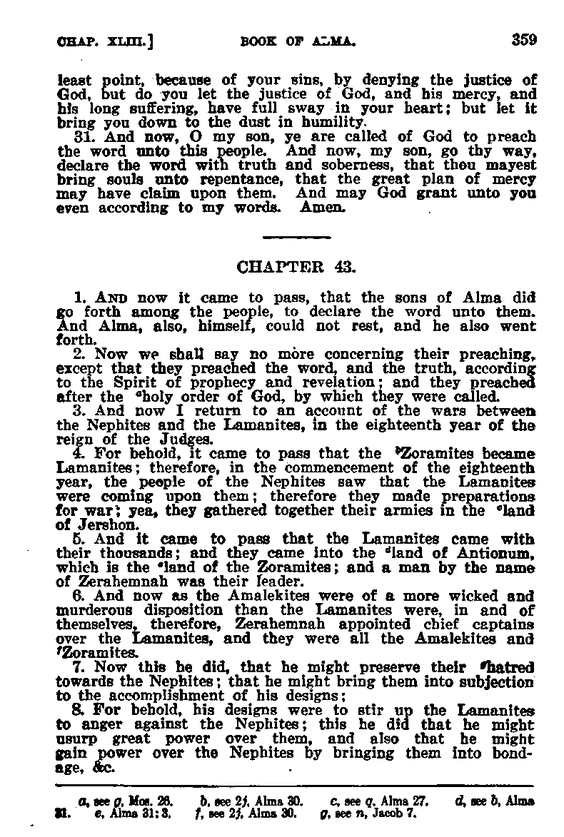 CHAP. XLIII.] BOOK OF ALMA. 359
least point, because of your sins, by denying the justice of
God, but do you let the justice of God, and his mercy, and
his long suffering, have full sway in your heart; but let it
bring you down to the dust in humility.
31. And now, O my son, ye are called of God to preach
the word unto this people. And now, my son, go thy way,
declare the word with truth and soberness, that thou mayest
bring souls unto repentance, that the great plan of mercy
may have claim upon them. And may God grant unto you
even according to my words. Amen.
CHAPTER 43.
1. AND now it came to pass, that the sons of Alma did
go forth among the people, to declare the word unto them.
And Alma, also, himself, could not rest, and he also went
forth.
2. Now we shall say no more concerning their preaching,
except that they preached the word, and the truth, according
to the Spirit of prophecy and revelation; and they preached
after the ᵃholy order of God, by which they were called.
3. And now I return to an account of the wars between
the Nephites and the Lamanites, in the eighteenth year of the
reign of the Judges.
4. For behold, it came to pass that the ᵇZoramites became
Lamanites; therefore, in the commencement of the eighteenth
year, the people of the Nephites saw that the Lamanites
were coming upon them; therefore they made preparations
for war; yea, they gathered together their armies in the ᶜland
of Jershon.
5. And it came to pass that the Lamanites came with
their thousands; and they came into the ᵈland of Antionum,
which is the ᵉland of the Zoramites; and a man by the name
of Zerahemnah was their leader.
6. And now as the Amalekites were of a more wicked and
murderous disposition than the Lamanites were, in and of
themselves, therefore, Zerahemnah appointed chief captains
over the Lamanites, and they were all the Amalekites and
ᶠZoramites.
7. Now this he did, that he might preserve their ᵍhatred
towards the Nephites; that he might bring them into subjection
to the accomplishment of his designs;
8. For behold, his designs were to stir up the Lamanites
to anger against the Nephites; this he did that he might
usurp great power over them, and also that he might
gain power over the Nephites by bringing them into bond-
age, &c.
a, see g, Mos. 26. b, see 2f, Alma 30. c, see q, Alma 27. d, see b, Alma
31. e, Alma 31:3. f, see 2f, Alma 30. g, see n, Jacob 7.